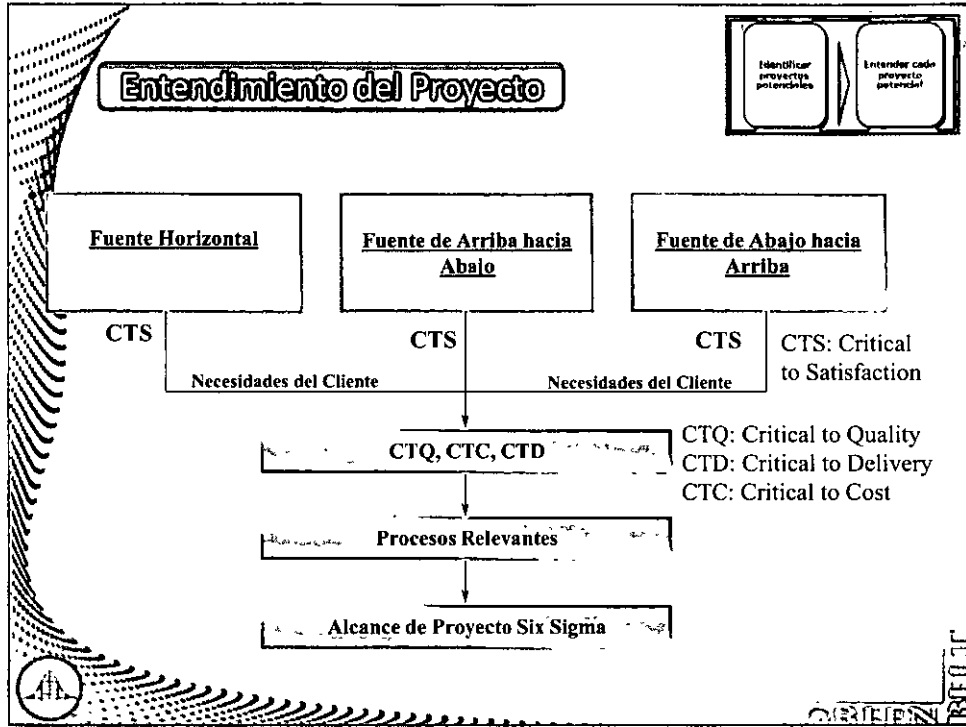 Entendimiento del Proyecto
Identificar
proyectos
potenciales
Entender cada
proyecto
potencial
Fuente Horizontal
Fuente de Arriba hacia
Abajo
Fuente de Abajo hacia
Arriba
CTS
CTS
CTS
CTS: Critical
to Satisfaction
Necesidades del Cliente
Necesidades del Cliente
CTQ, CTC, CTD
CTQ: Critical to Quality
CTD: Critical to Delivery
CTC: Critical to Cost
Procesos Relevantes
Alcance de Proyecto Six Sigma
GREEN
BELT